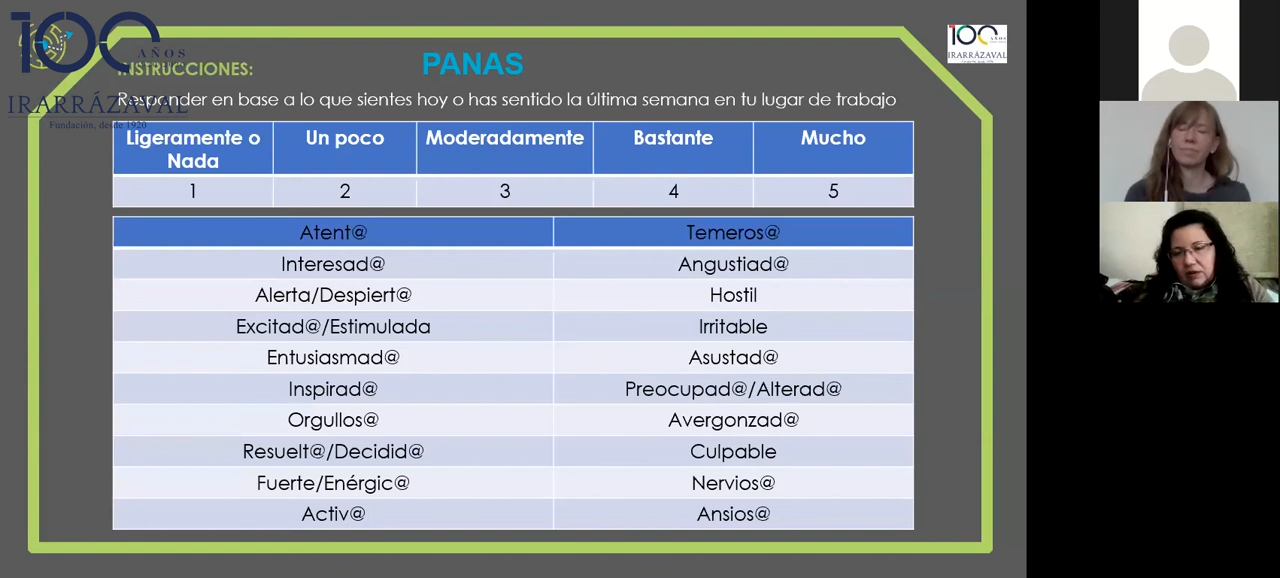 100
AÑOS
IRARRÁZAVAL
Fundación, desde 1920
PANAS
100
AÑOS
IRARRÁZAVAL
INSTRUCCIONES:
Responder en base a lo que sientes hoy o has sentido la última semana en tu lugar de trabajo
Ligeramente o Nada
Un poco
Moderadamente
Bastante
Mucho
1
2
3
4
5
Atent@
Temeros@
Interesad@
Angustiad@
Alerta/Despiert@
Hostil
Excitad@/Estimulada
Irritable
Entusiasmad@
Asustad@
Inspirad@
Preocupad@/Alterad@
Orgullos@
Avergonzad@
Resuelt@/Decidid@
Culpable
Fuerte/Enérgic@
Nervios@
Activ@
Ansios@